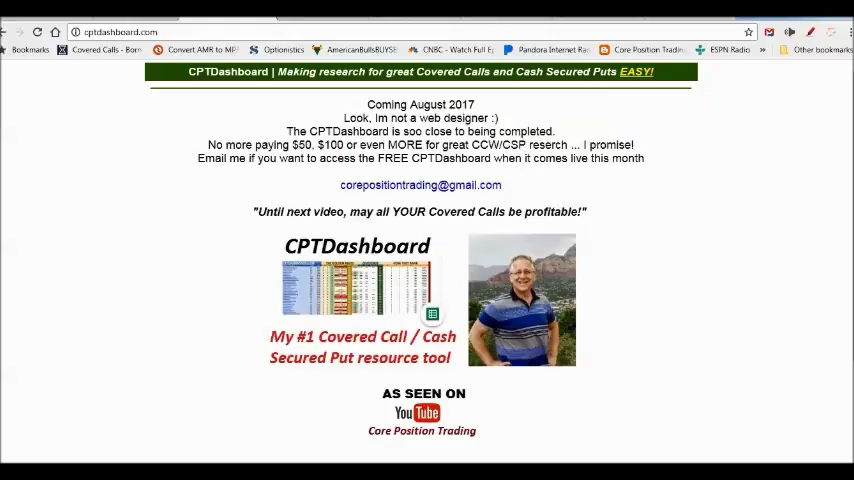 cptdashboard.com
Bookmarks Covered Calls - Born Convert AMR to MP3 Optionistics AmericanBullsBUYSE CNBC - Watch Full Ep Pandora Internet Rad Core Position Trading ESPN Radio » Other bookmarks
CPTDashboard | Making research for great Covered Calls and Cash Secured Puts EASY!
Coming August 2017
Look, Im not a web designer :)
The CPTDashboard is soo close to being completed.
No more paying $50, $100 or even MORE for great CCW/CSP reserch ... I promise!
Email me if you want to access the FREE CPTDashboard when it comes live this month
corepositiontrading@gmail.com
"Until next video, may all YOUR Covered Calls be profitable!"
CPTDashboard
My #1 Covered Call / Cash
Secured Put resource tool
AS SEEN ON
YouTube
Core Position Trading